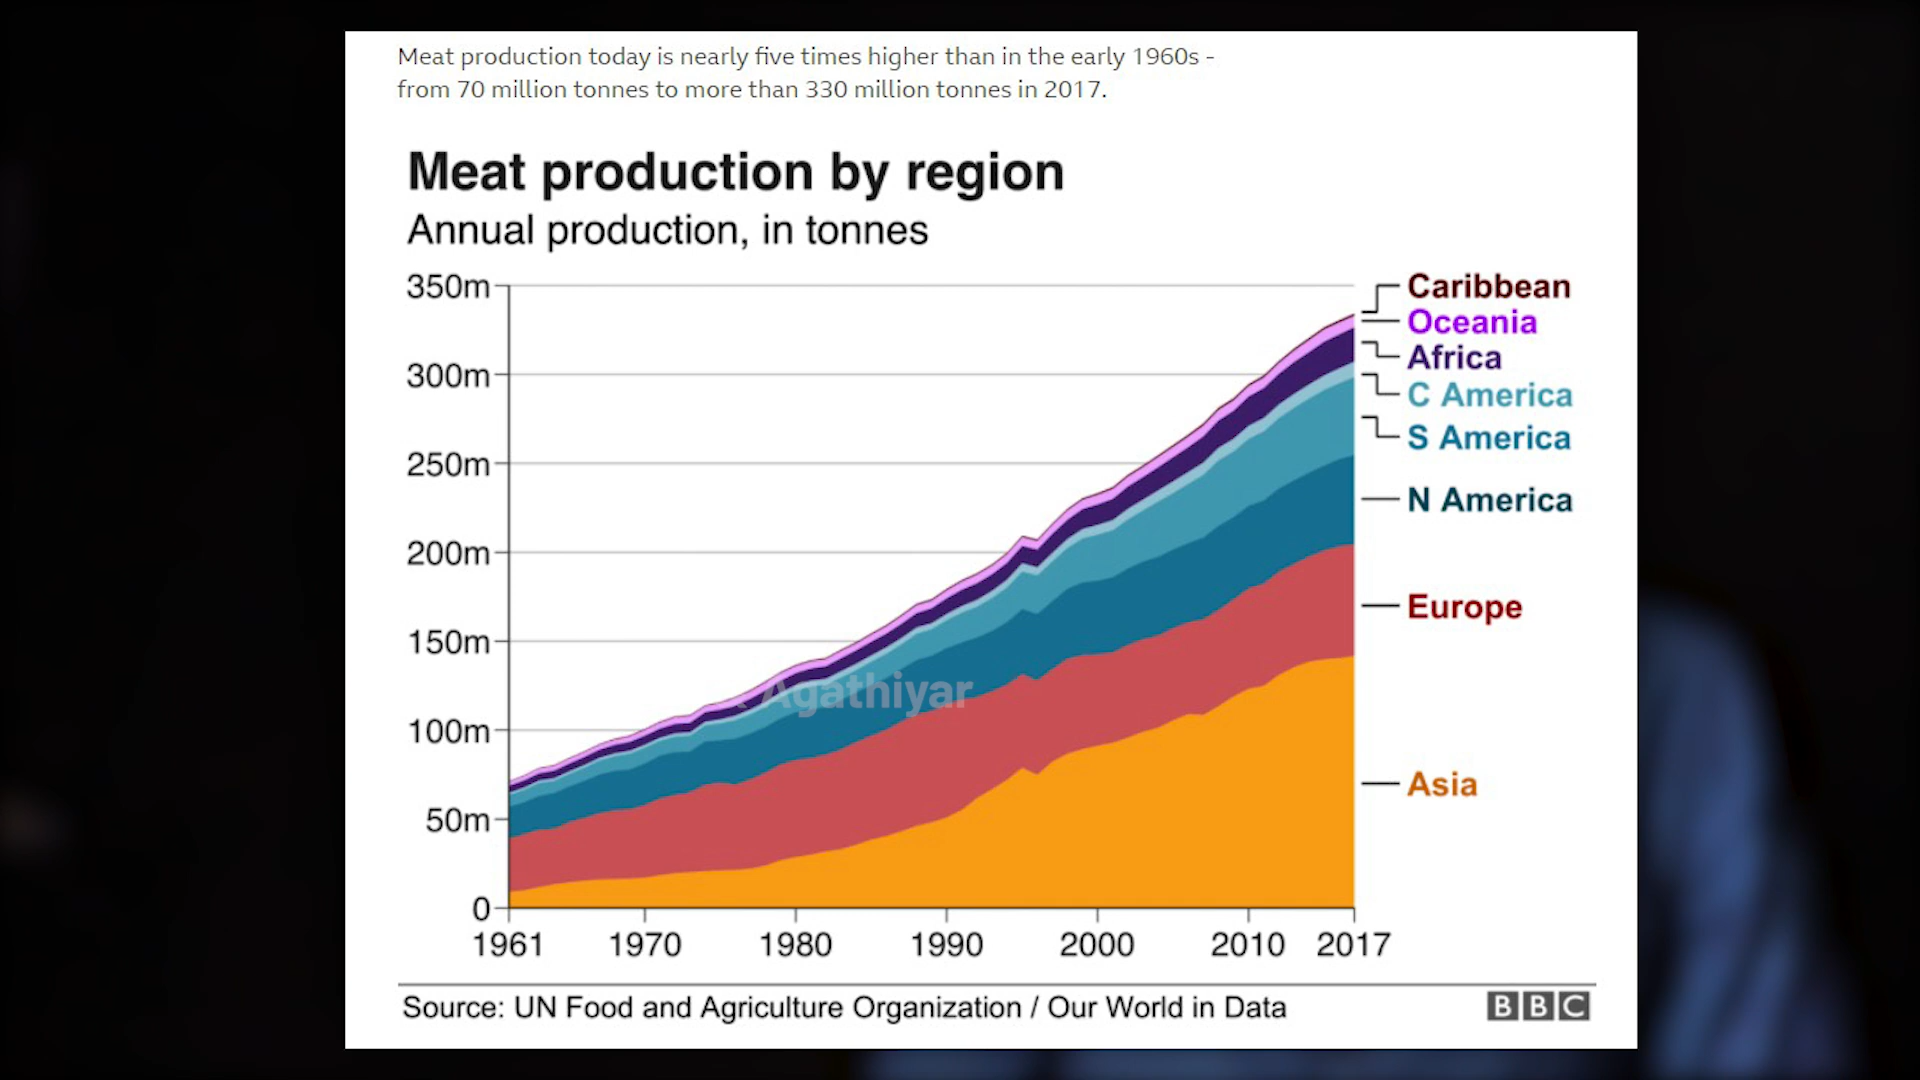 Meat production today is nearly five times higher than in the early 1960s -
from 70 million tonnes to more than 330 million tonnes in 2017.
Meat production by region
Annual production, in tonnes
350m
300m
250m
200m
150m
100m
50m
0
1961 1970 1980 1990 2000 2010 2017
Caribbean
Oceania
Africa
C America
S America
N America
Europe
Asia
Agathiyar
Source: UN Food and Agriculture Organization / Our World in Data
BBC